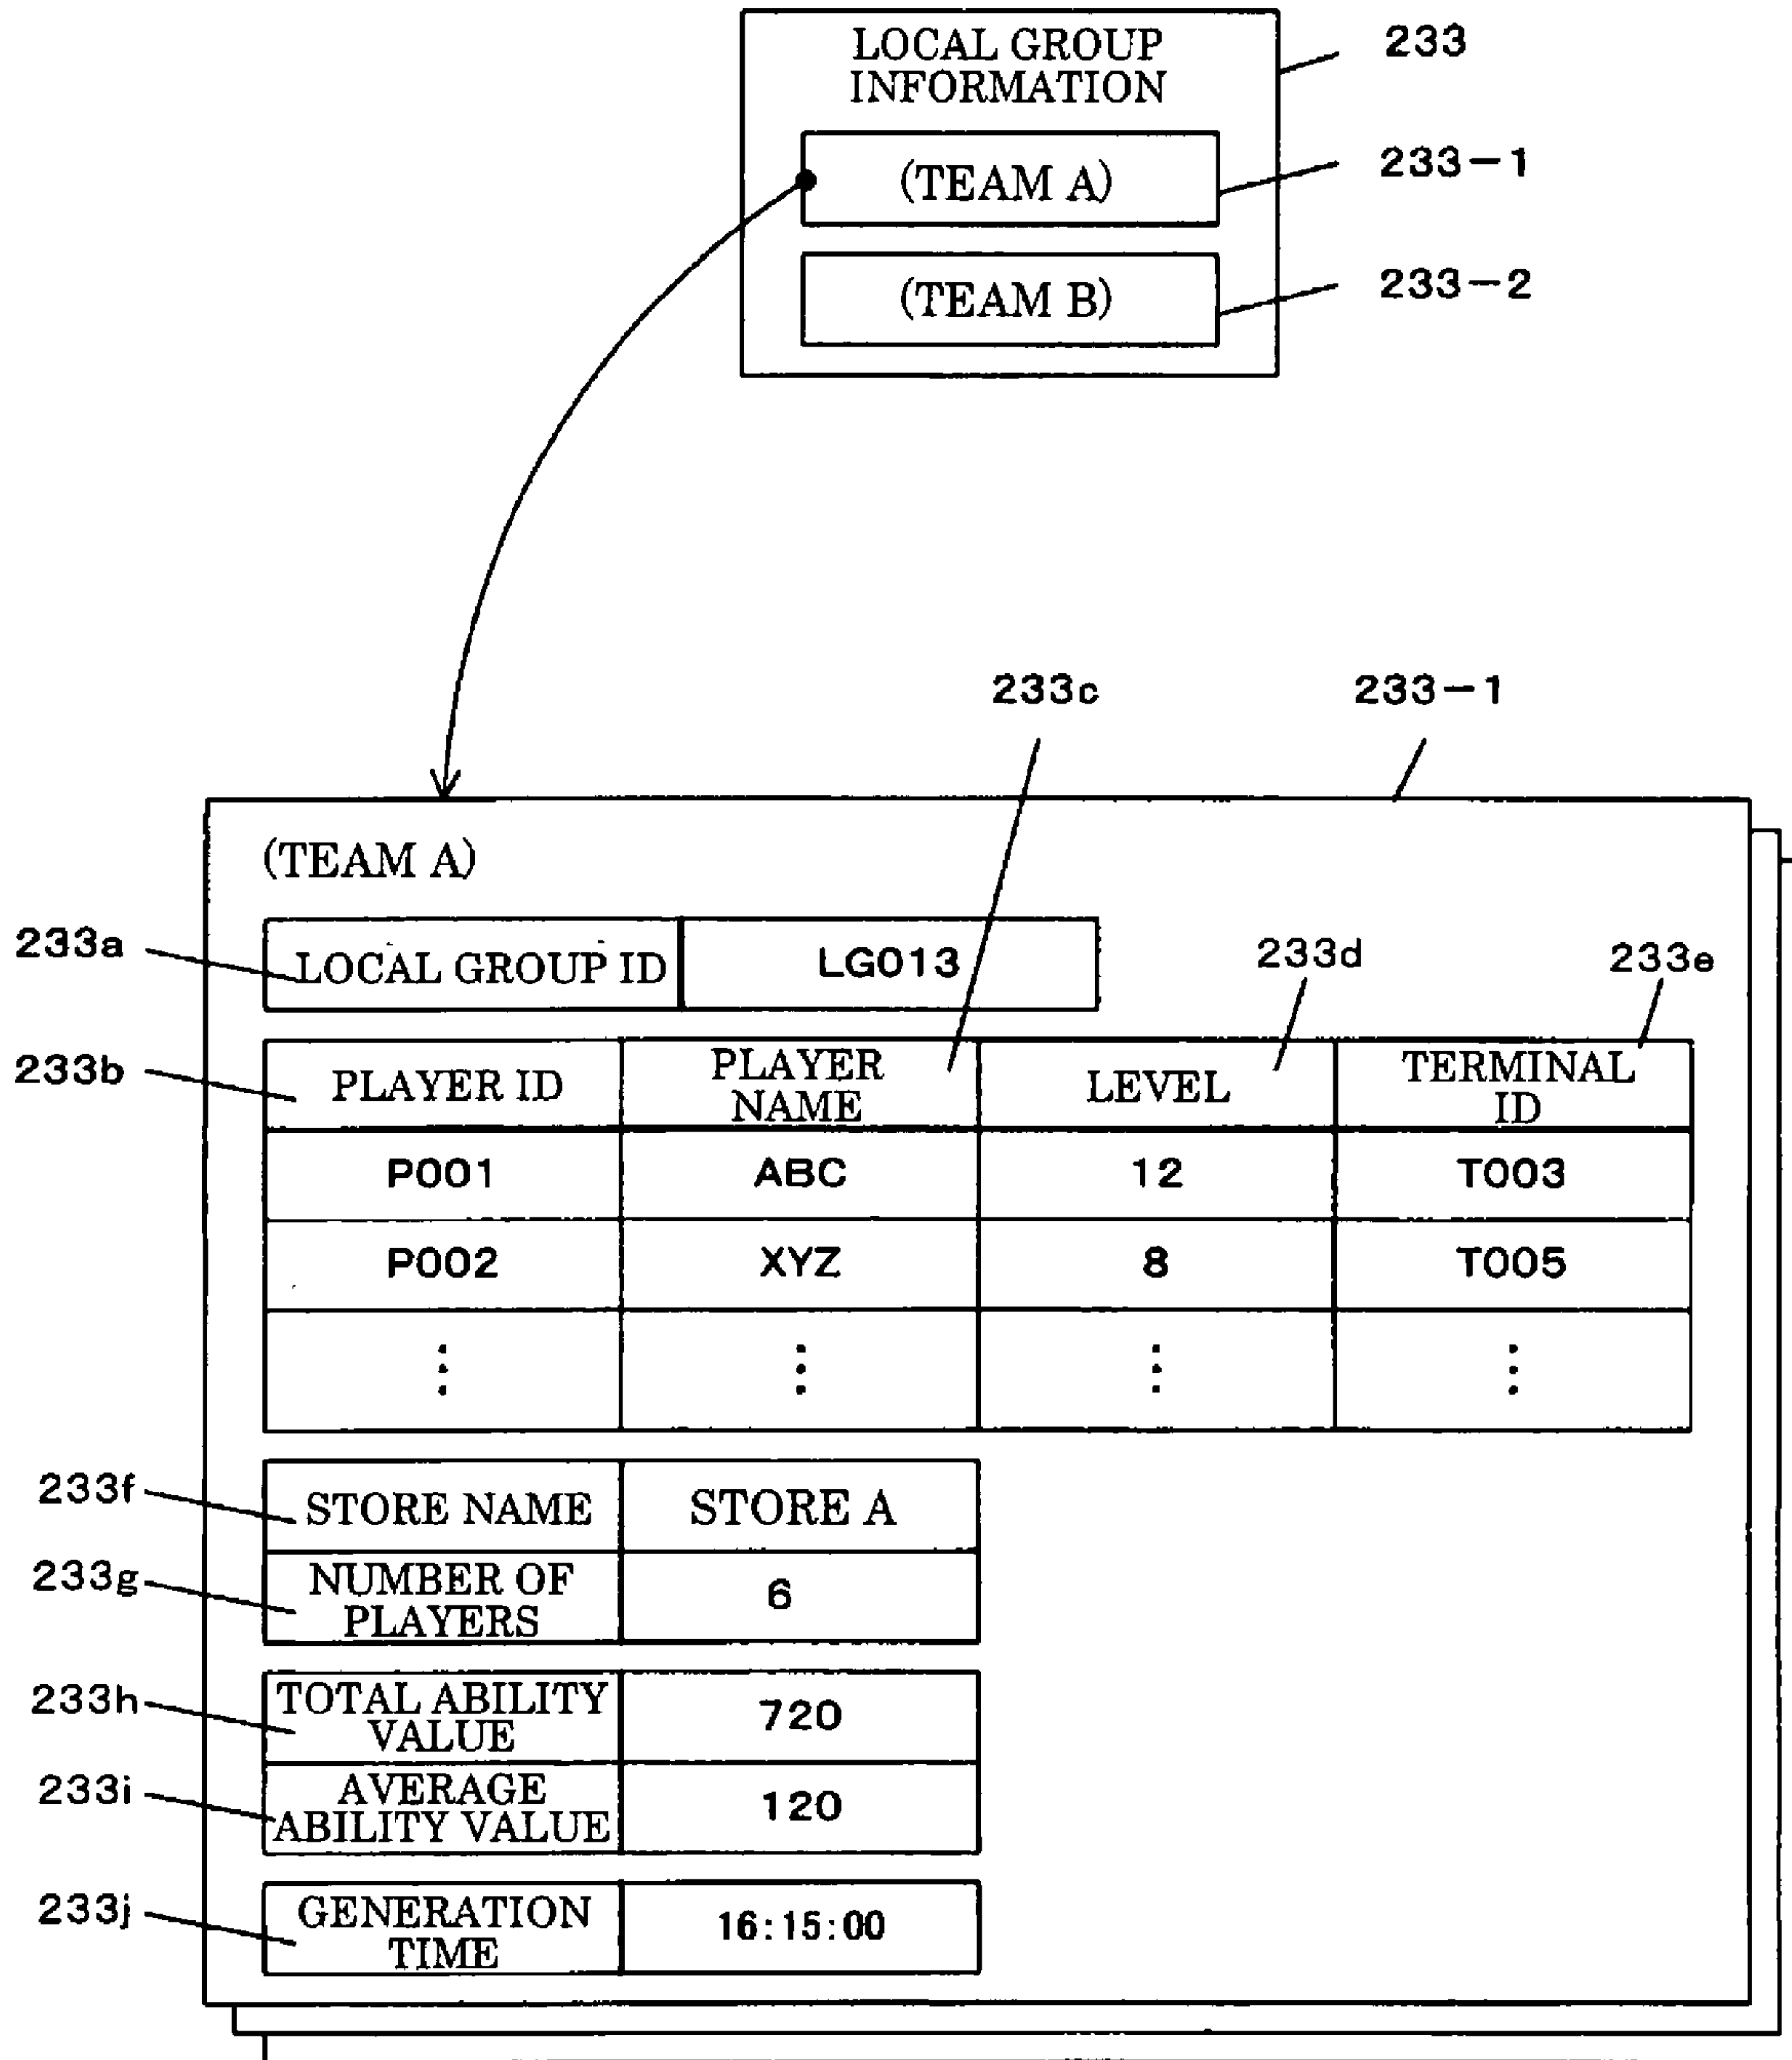 LOCAL GROUP
INFORMATION
233
(TEAM A)
233-1
(TEAM B)
233-2
233c
233-1
(TEAM A)
233a
LOCAL GROUP ID
LG013
233d
233e
233b
PLAYER ID
PLAYER
NAME
LEVEL
TERMINAL
ID
P001
ABC
12
T003
P002
XYZ
8
T005
⋮
⋮
⋮
⋮
233f
STORE NAME
STORE A
233g
NUMBER OF
PLAYERS
6
233h
TOTAL ABILITY
VALUE
720
233i
AVERAGE
ABILITY VALUE
120
233j
GENERATION
TIME
16:15:00